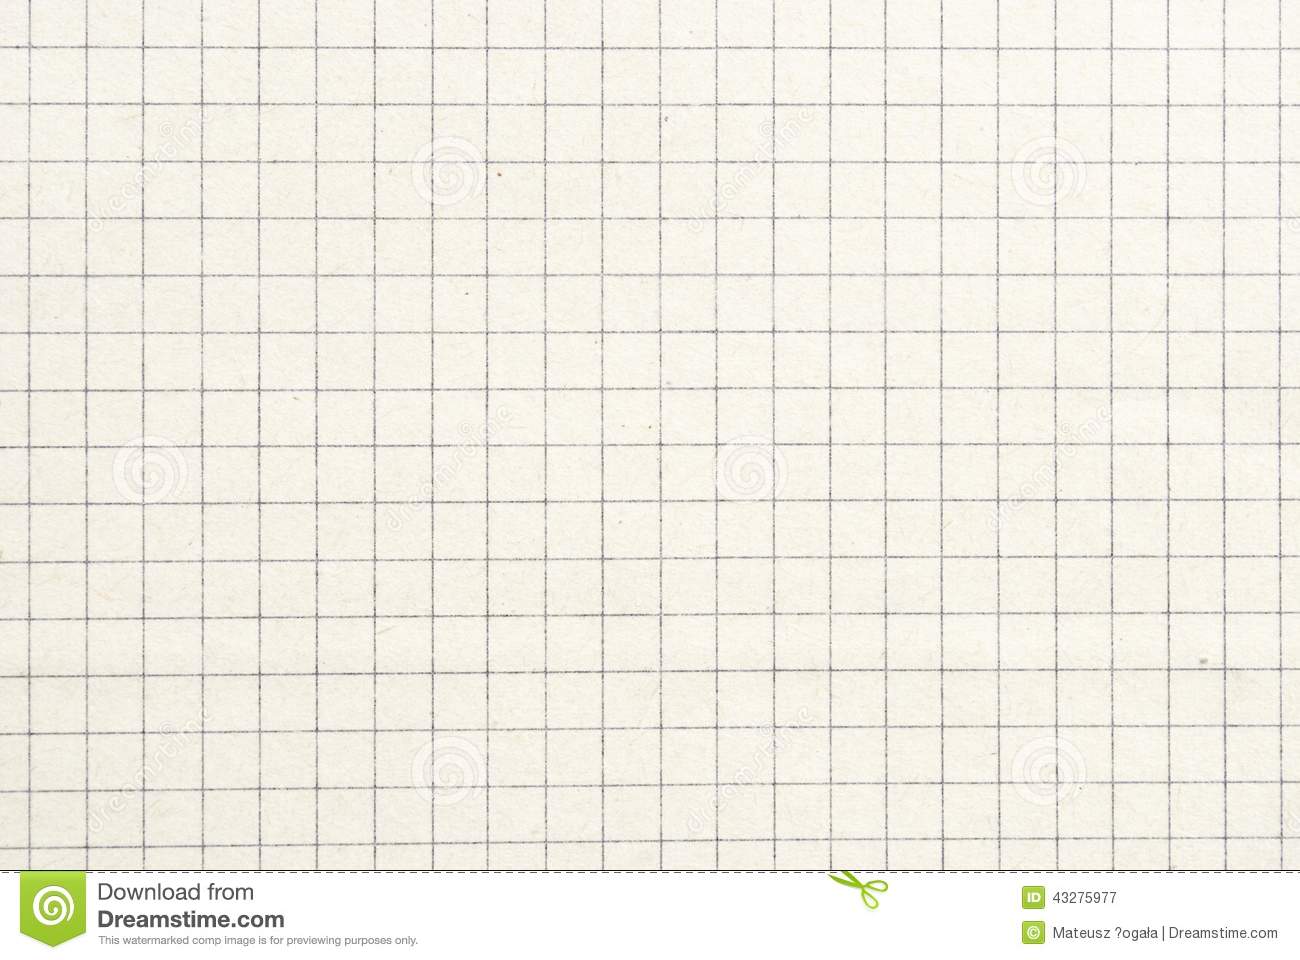 Download from
Dreamstime.com
This watermarked comp image is for previewing purposes only.
ID 43275977
© Mateusz ?ogała | Dreamstime.com